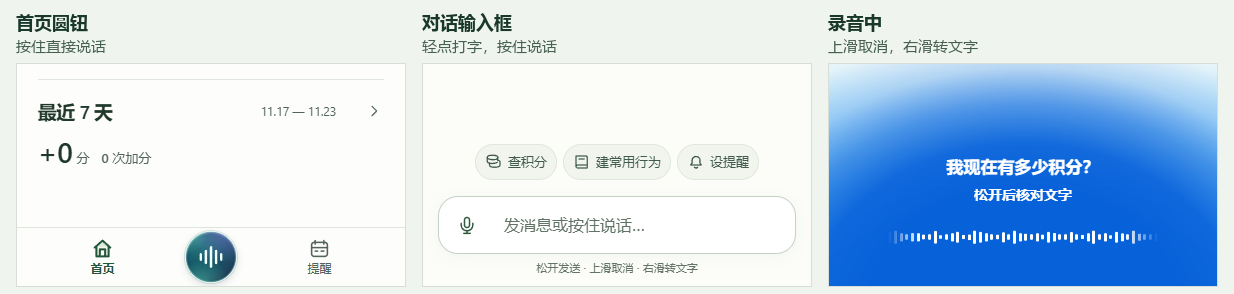 首页圆钮
按住直接说话
最近 7 天
11.17 — 11.23
+0 分 0 次加分
首页
提醒
对话输入框
轻点打字，按住说话
查积分
建常用行为
设提醒
发消息或按住说话...
松开发送 · 上滑取消 · 右滑转文字
录音中
上滑取消，右滑转文字
我现在有多少积分？
松开后核对文字